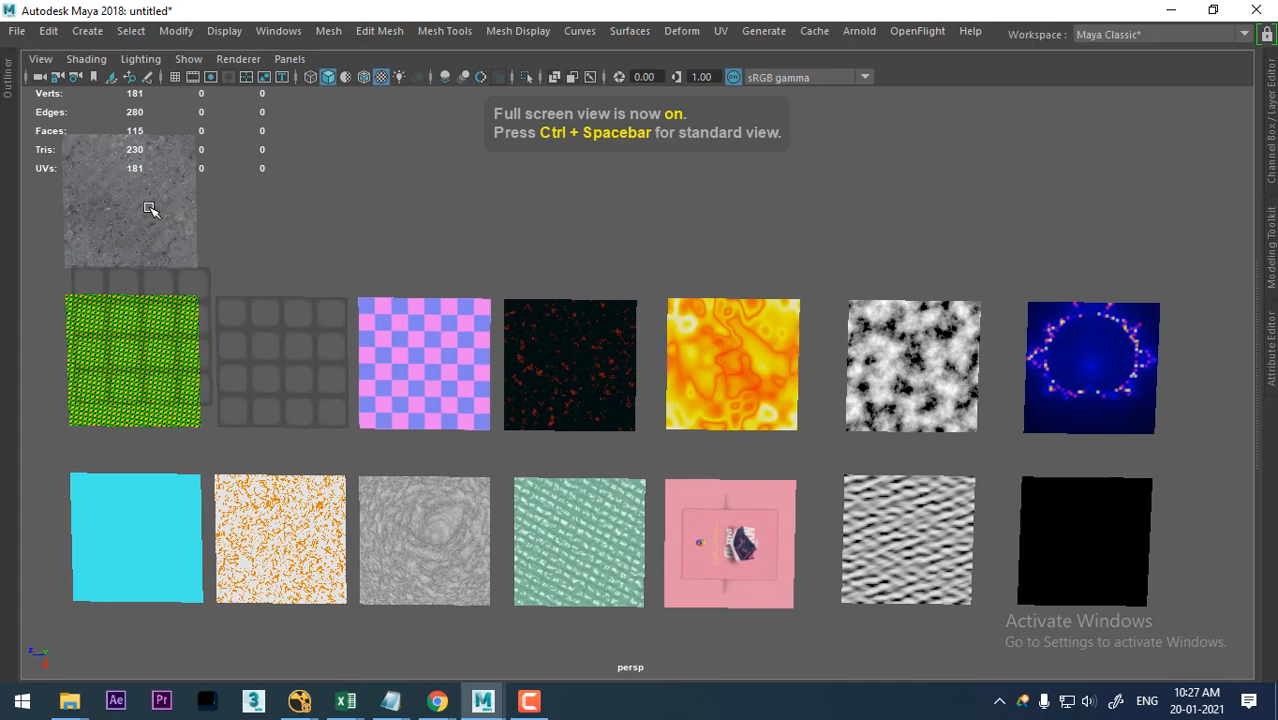 Autodesk Maya 2018: untitled*
File Edit Create Select Modify Display Windows Mesh Edit Mesh Mesh Tools Mesh Display Curves Surfaces Deform UV Generate Cache Arnold OpenFlight Help Workspace : Maya Classic*
View Shading Lighting Show Renderer Panels
0.00 1.00 ON sRGB gamma
Outliner
Verts: 181 0 0
Edges: 280 0 0
Faces: 115 0 0
Tris: 230 0 0
UVs: 181 0 0
Full screen view is now on.
Press Ctrl + Spacebar for standard view.
Channel Box / Layer Editor
Modeling Toolkit
Attribute Editor
Activate Windows
Go to Settings to activate Windows.
persp
z
Ae Pr 3 M
ENG
10:27 AM
20-01-2021